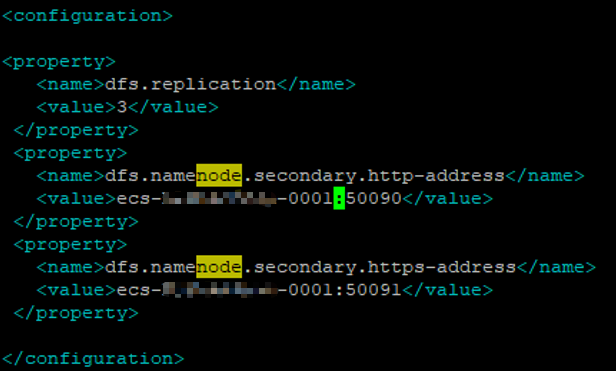 <configuration>
<property>
<name>dfs.replication</name>
<value>3</value>
</property>
<property>
<name>dfs.namenode.secondary.http-address</name>
<value>ecs- -0001:50090</value>
</property>
<property>
<name>dfs.namenode.secondary.https-address</name>
<value>ecs- -0001:50091</value>
</property>
</configuration>